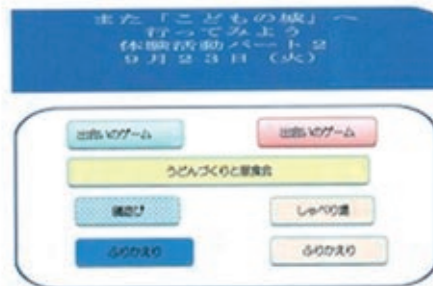 また「こどもの城」へ
行ってみよう
体験活動パート2
9月23日(火)
出会いのゲーム
出会いのゲーム
うどんづくりと昼食会
しゃべり場
ふりかえり
ふりかえり